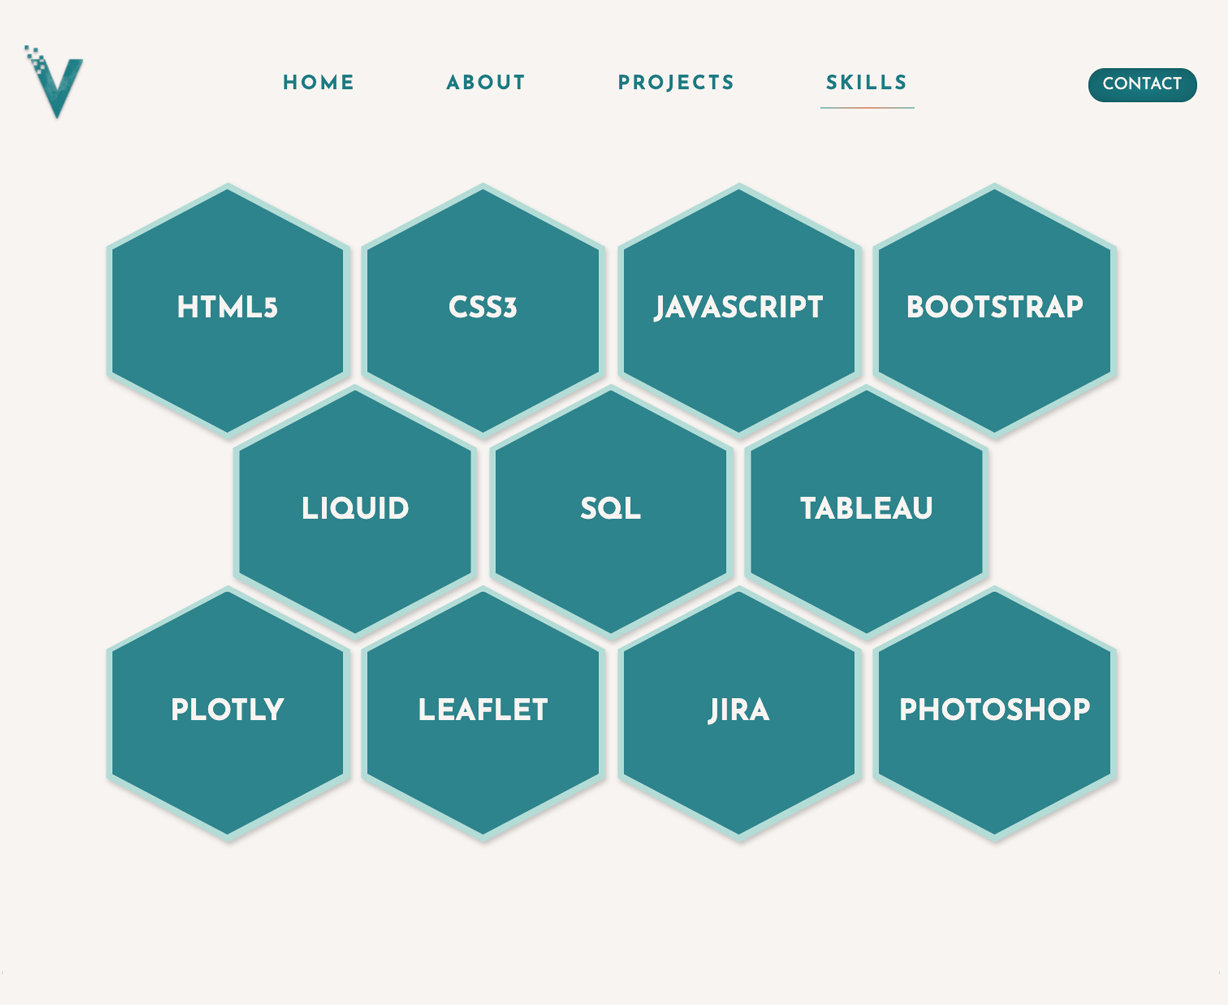 V
HOME ABOUT PROJECTS SKILLS CONTACT
HTML5 CSS3 JAVASCRIPT BOOTSTRAP
LIQUID SQL TABLEAU
PLOTLY LEAFLET JIRA PHOTOSHOP